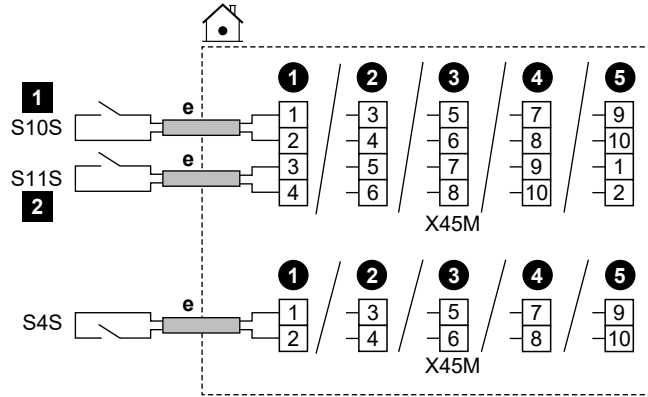 1 2 3 4 5
1
S10S
e
1 3 5 7 9
2 4 6 8 10
S11S
e
3 5 7 9 1
4 6 8 10 2
2
X45M
1 2 3 4 5
S4S
e
1 3 5 7 9
2 4 6 8 10
X45M